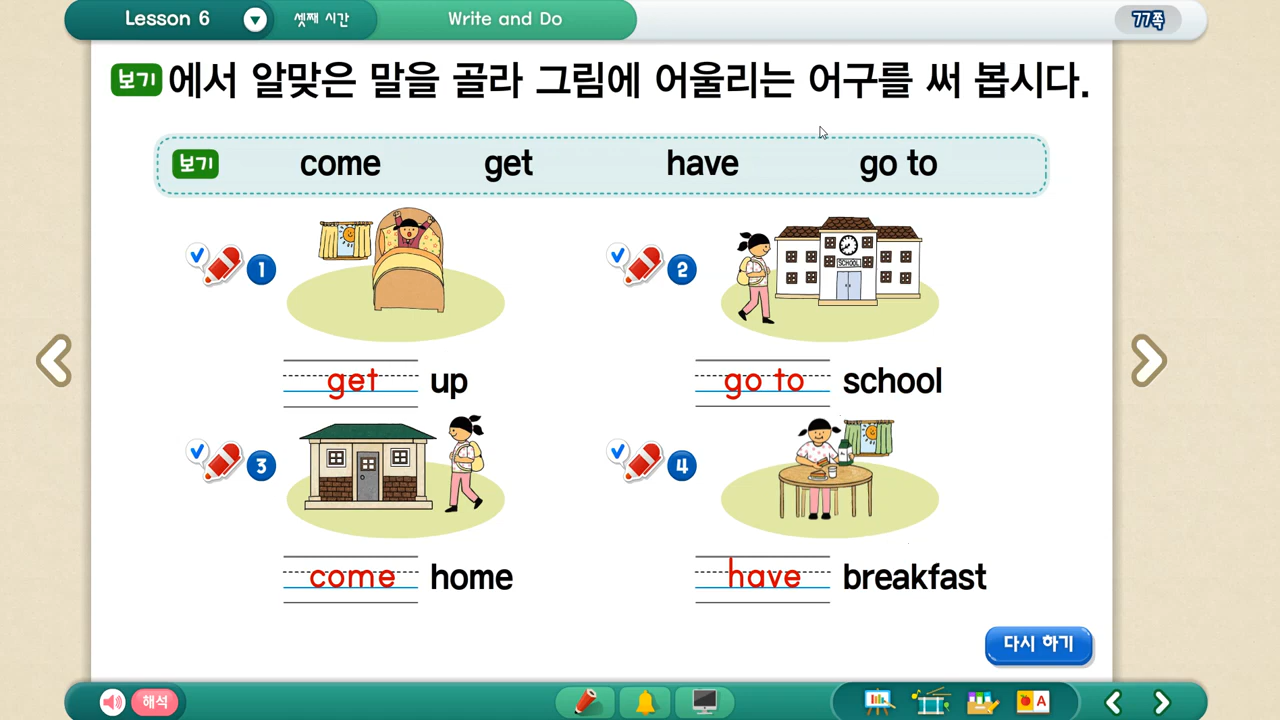 Lesson 6 셋째 시간 Write and Do 77쪽
보기 에서 알맞은 말을 골라 그림에 어울리는 어구를 써 봅시다.
보기 come get have go to
1
2
SCHOOL
get up
go to school
3
4
come home
have breakfast
다시 하기
해석
A